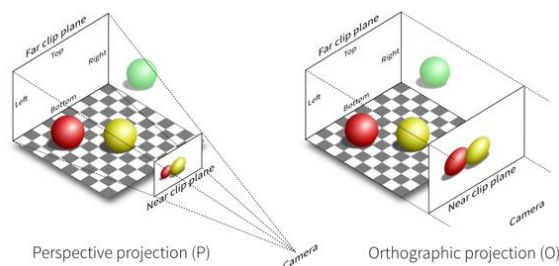 Far clip plane
Top
Right
Left
Bottom
Near clip plane
Camera
Perspective projection (P)
Far clip plane
Top
Right
Left
Bottom
Near clip plane
Camera
Orthographic projection (O)